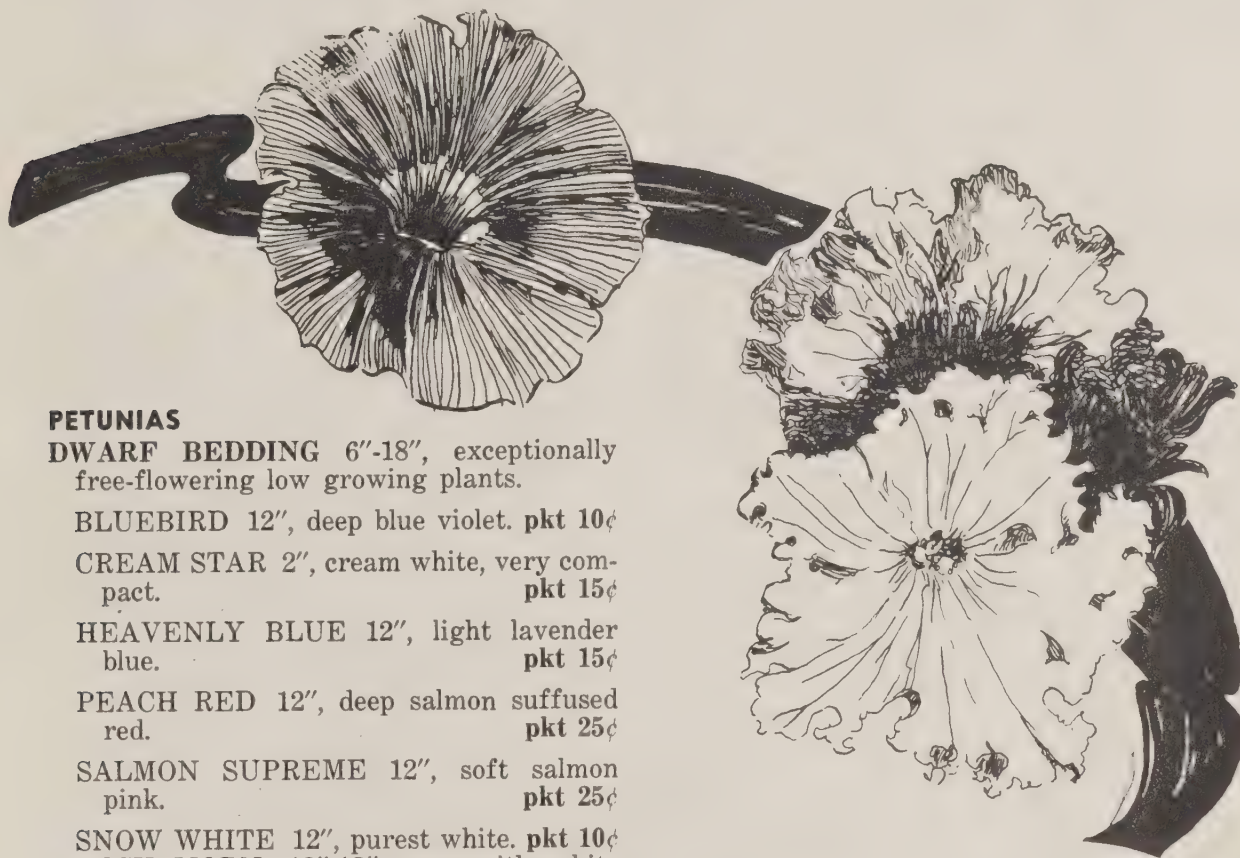 PETUNIAS
DWARF BEDDING 6"-18", exceptionally
free-flowering low growing plants.
BLUEBIRD 12", deep blue violet. pkt 10¢
CREAM STAR 2", cream white, very com-
pact. pkt 15¢
HEAVENLY BLUE 12", light lavender
blue. pkt 15¢
PEACH RED 12", deep salmon suffused
red. pkt 25¢
SALMON SUPREME 12", soft salmon
pink. pkt 25¢
SNOW WHITE 12", purest white. pkt 10¢